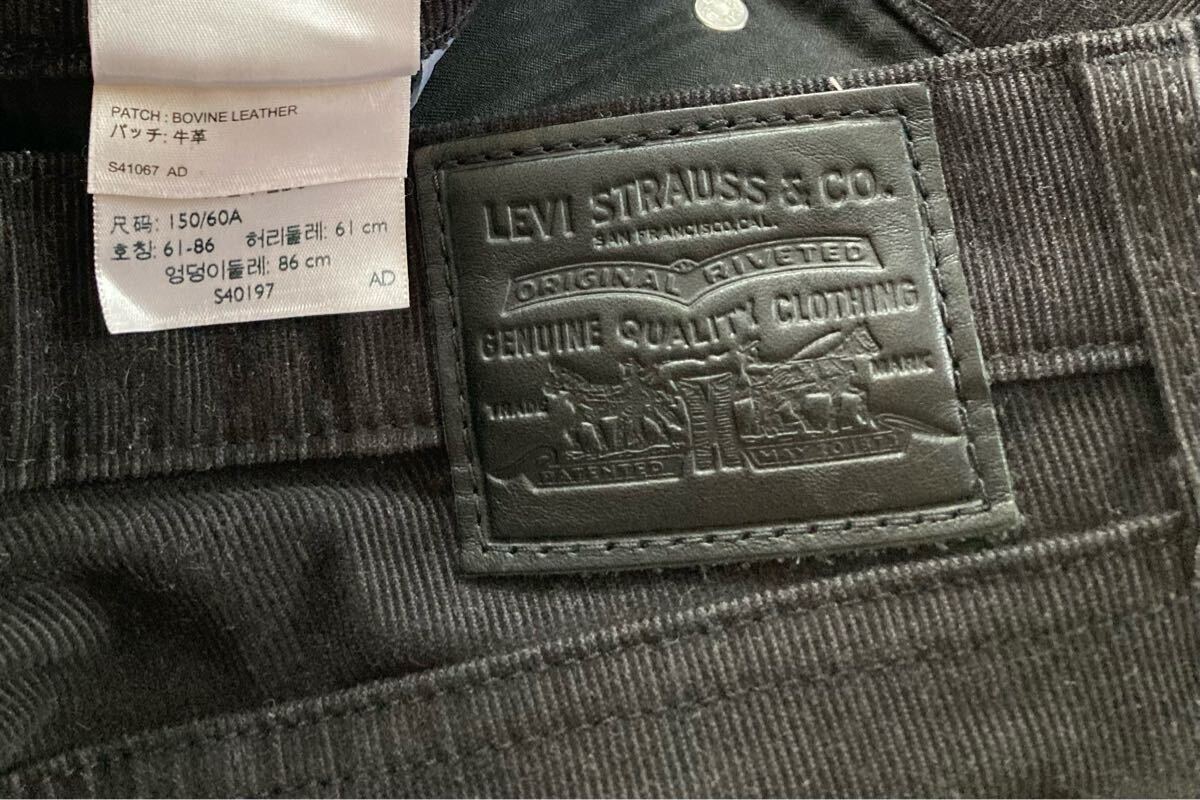 PATCH : BOVINE LEATHER
パッチ: 牛革
S41067 AD
尺码: 150/60A
호칭: 61-86 허리둘레: 61 cm
엉덩이둘레: 86 cm
S40197 AD
LEVI STRAUSS & CO.
SAN FRANCISCO, CAL.
ORIGINAL RIVETED
GENUINE QUALITY CLOTHING
TRADE MARK
PATENTED MAY